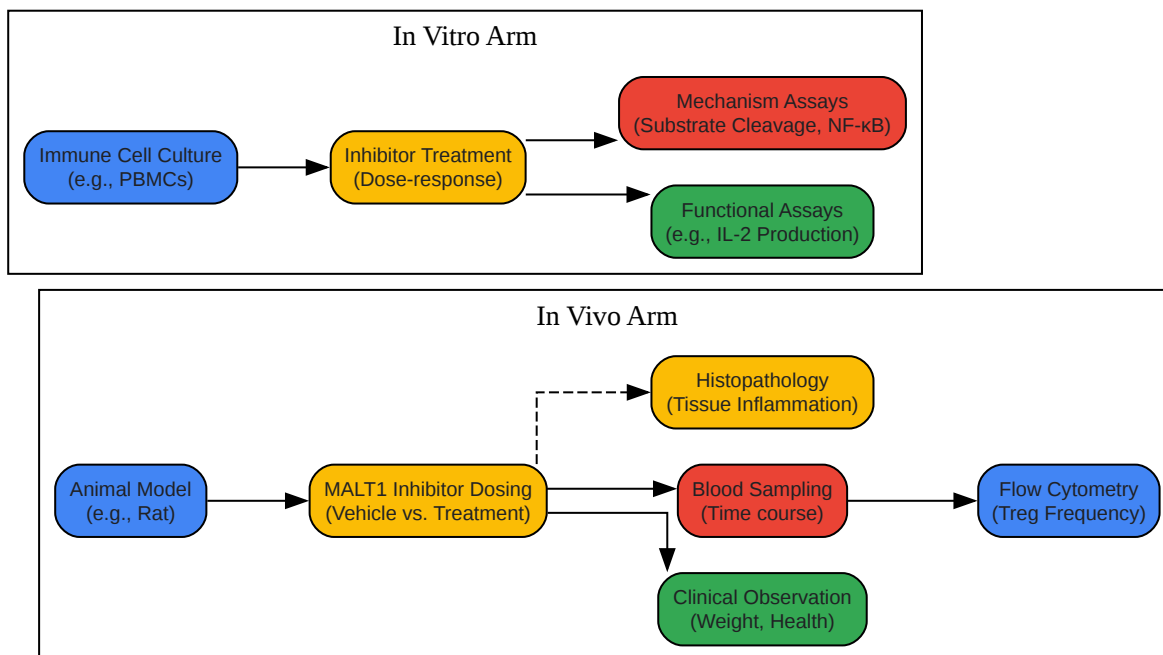 In Vitro Arm
Immune Cell Culture
(e.g., PBMCs)
Inhibitor Treatment
(Dose-response)
Mechanism Assays
(Substrate Cleavage, NF-κB)
Functional Assays
(e.g., IL-2 Production)
In Vivo Arm
Animal Model
(e.g., Rat)
MALT1 Inhibitor Dosing
(Vehicle vs. Treatment)
Histopathology
(Tissue Inflammation)
Blood Sampling
(Time course)
Flow Cytometry
(Treg Frequency)
Clinical Observation
(Weight, Health)